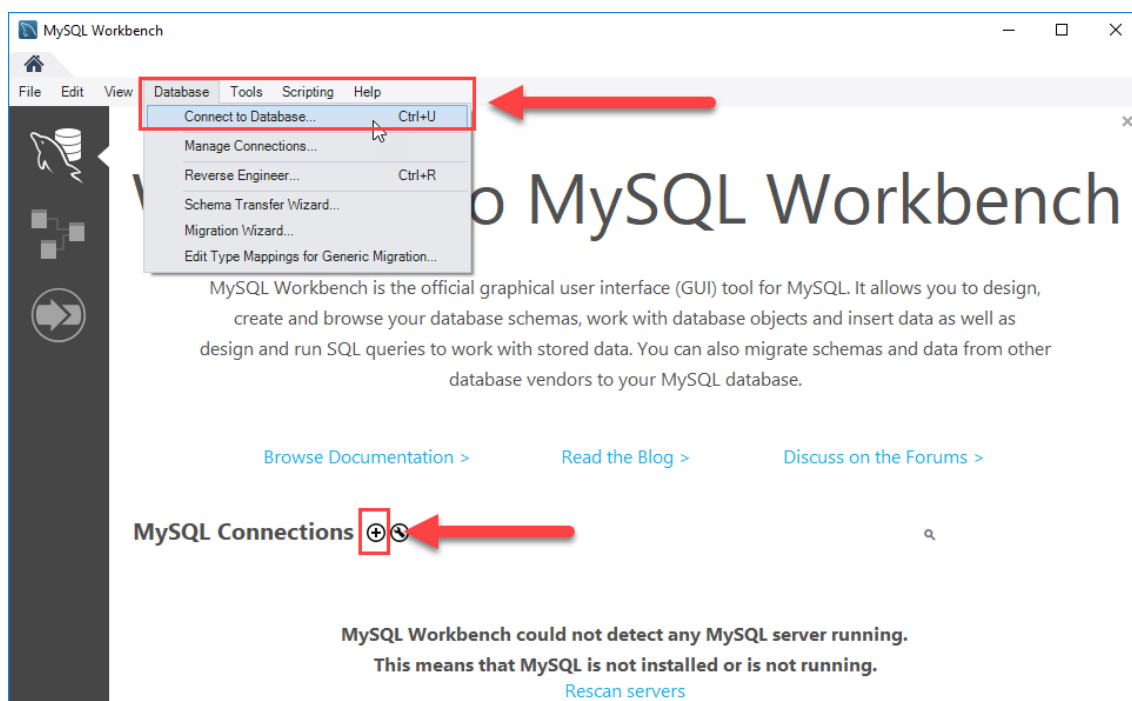 MySQL Workbench
File Edit View Database Tools Scripting Help
Connect to Database... Ctrl+U
Manage Connections...
Reverse Engineer... Ctrl+R
Schema Transfer Wizard...
Migration Wizard...
Edit Type Mappings for Generic Migration...
o MySQL Workbench
MySQL Workbench is the official graphical user interface (GUI) tool for MySQL. It allows you to design,
create and browse your database schemas, work with database objects and insert data as well as
design and run SQL queries to work with stored data. You can also migrate schemas and data from other
database vendors to your MySQL database.
Browse Documentation > Read the Blog > Discuss on the Forums >
MySQL Connections
MySQL Workbench could not detect any MySQL server running.
This means that MySQL is not installed or is not running.
Rescan servers